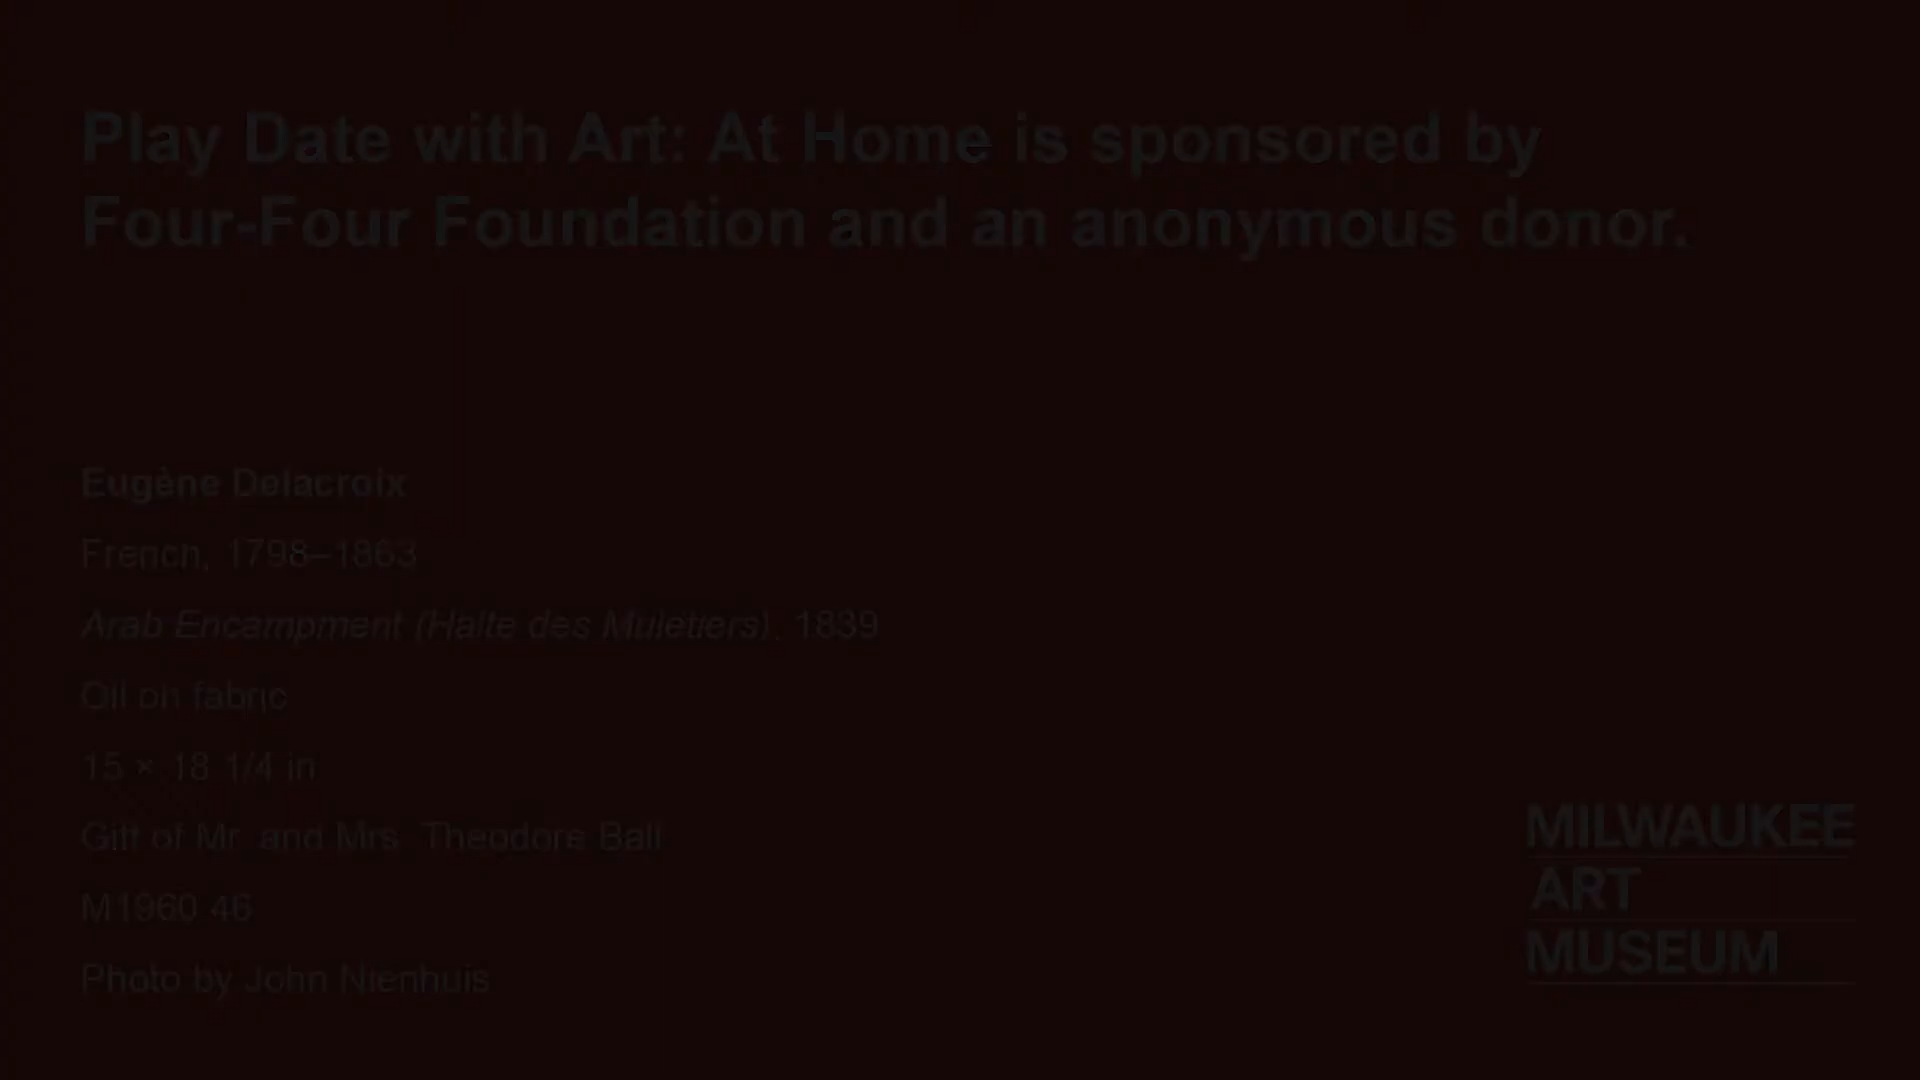 Play Date with Art: At Home is sponsored by
Four-Four Foundation and an anonymous donor.
Eugène Delacroix
French, 1798–1863
Arab Encampment (Halte des Muletiers), 1839
Oil on fabric
15 × 18 1/4 in
Gift of Mr. and Mrs. Theodore Ball
M1960.46
Photo by John Nienhuis
MILWAUKEE
ART
MUSEUM